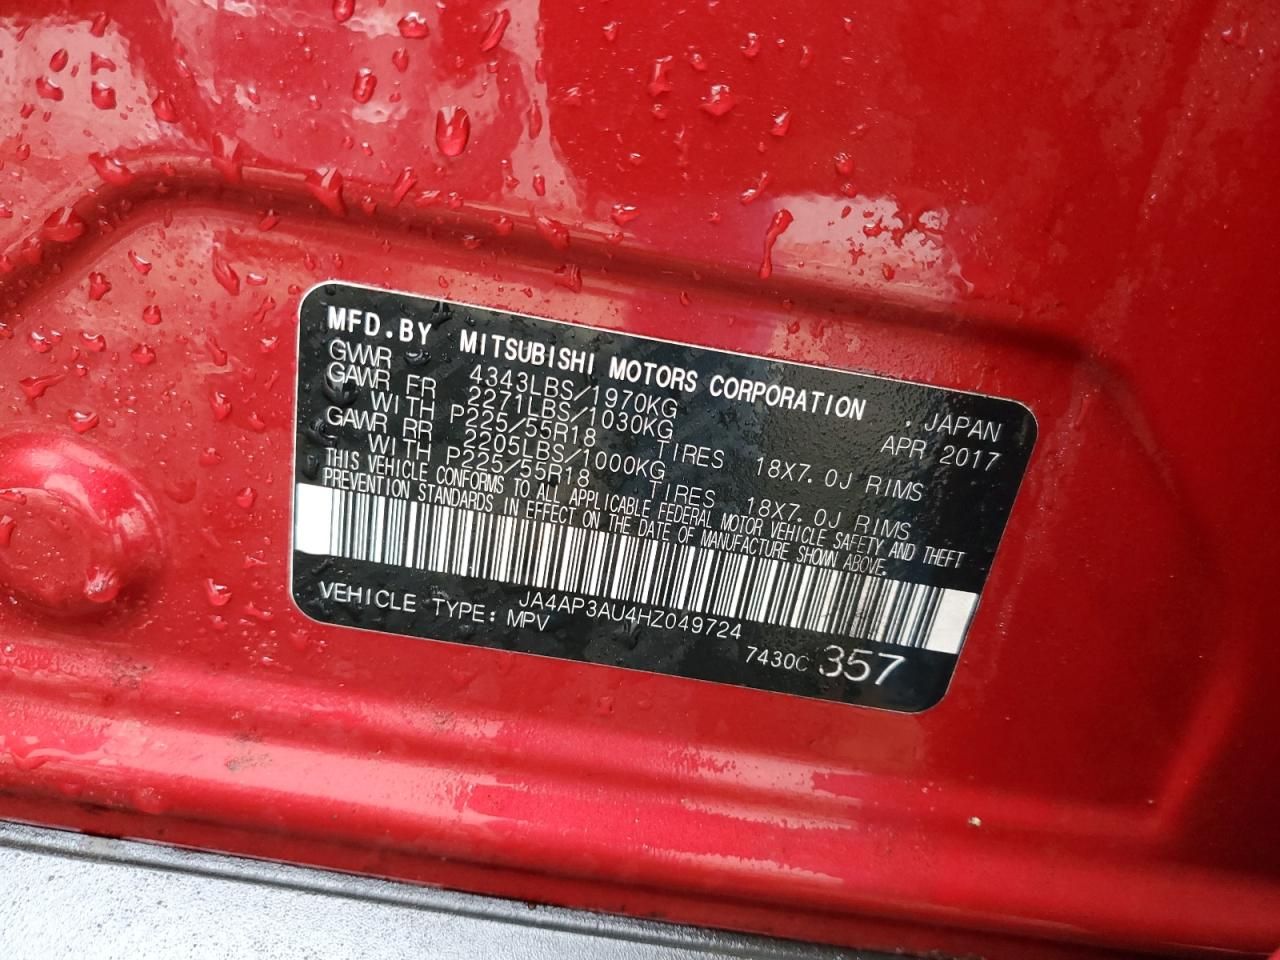 MFD.BY MITSUBISHI MOTORS CORPORATION . JAPAN
GVWR 4343LBS/1970KG APR 2017
GAWR FR 2271LBS/1030KG
WITH P225/55R18 TIRES 18X7.0J RIMS
GAWR RR 2205LBS/1000KG
WITH P225/55R18 TIRES 18X7.0J RIMS
THIS VEHICLE CONFORMS TO ALL APPLICABLE FEDERAL MOTOR VEHICLE SAFETY AND THEFT
PREVENTION STANDARDS IN EFFECT ON THE DATE OF MANUFACTURE SHOWN ABOVE.
JA4AP3AU4HZ049724
VEHICLE TYPE: MPV 7430C 357